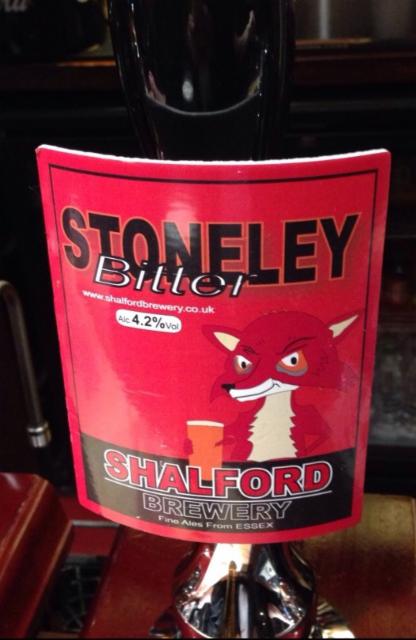 STONELEY
Bitter
www.shalfordbrewery.co.uk
Alc 4.2% Vol
SHALFORD
BREWERY
Fine Ales From ESSEX